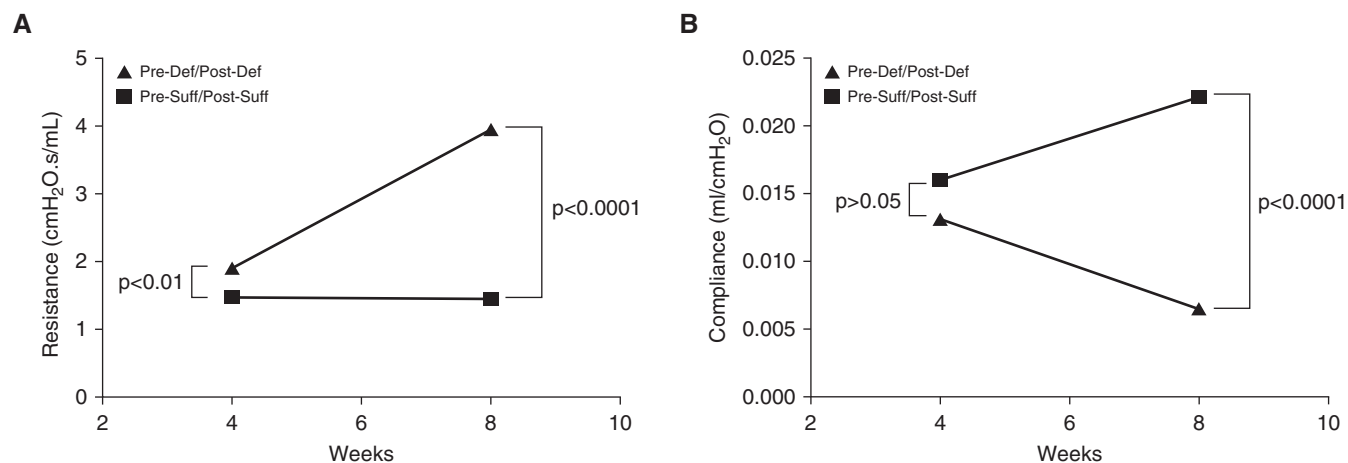 A
Resistance (cmH₂O.s/mL)
5
4
3
2
1
0
Pre-Def/Post-Def
Pre-Suff/Post-Suff
p<0.01
p<0.0001
2
4
6
8
10
Weeks
B
Compliance (ml/cmH₂O)
0.025
0.020
0.015
0.010
0.005
0.000
Pre-Def/Post-Def
Pre-Suff/Post-Suff
p>0.05
p<0.0001
2
4
6
8
10
Weeks